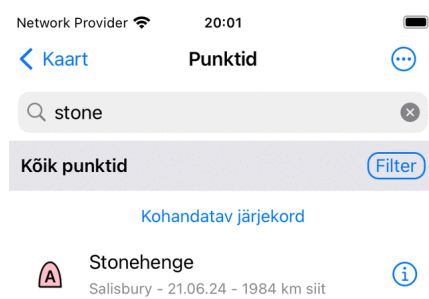 Network Provider 20:01
Kaart Punktid
stone
Kõik punktid Filter
Kohandatav järjekord
A Stonehenge
Salisbury - 21.06.24 - 1984 km siit